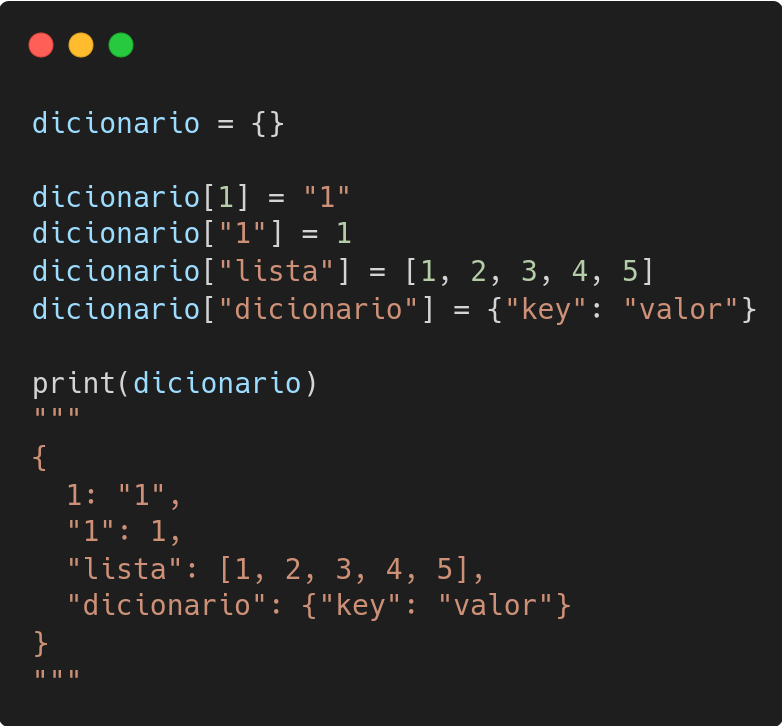 dicionario = {}
dicionario[1] = "1"
dicionario["1"] = 1
dicionario["lista"] = [1, 2, 3, 4, 5]
dicionario["dicionario"] = {"key": "valor"}
print(dicionario)
"""
{
  1: "1",
  "1": 1,
  "lista": [1, 2, 3, 4, 5],
  "dicionario": {"key": "valor"}
}
"""